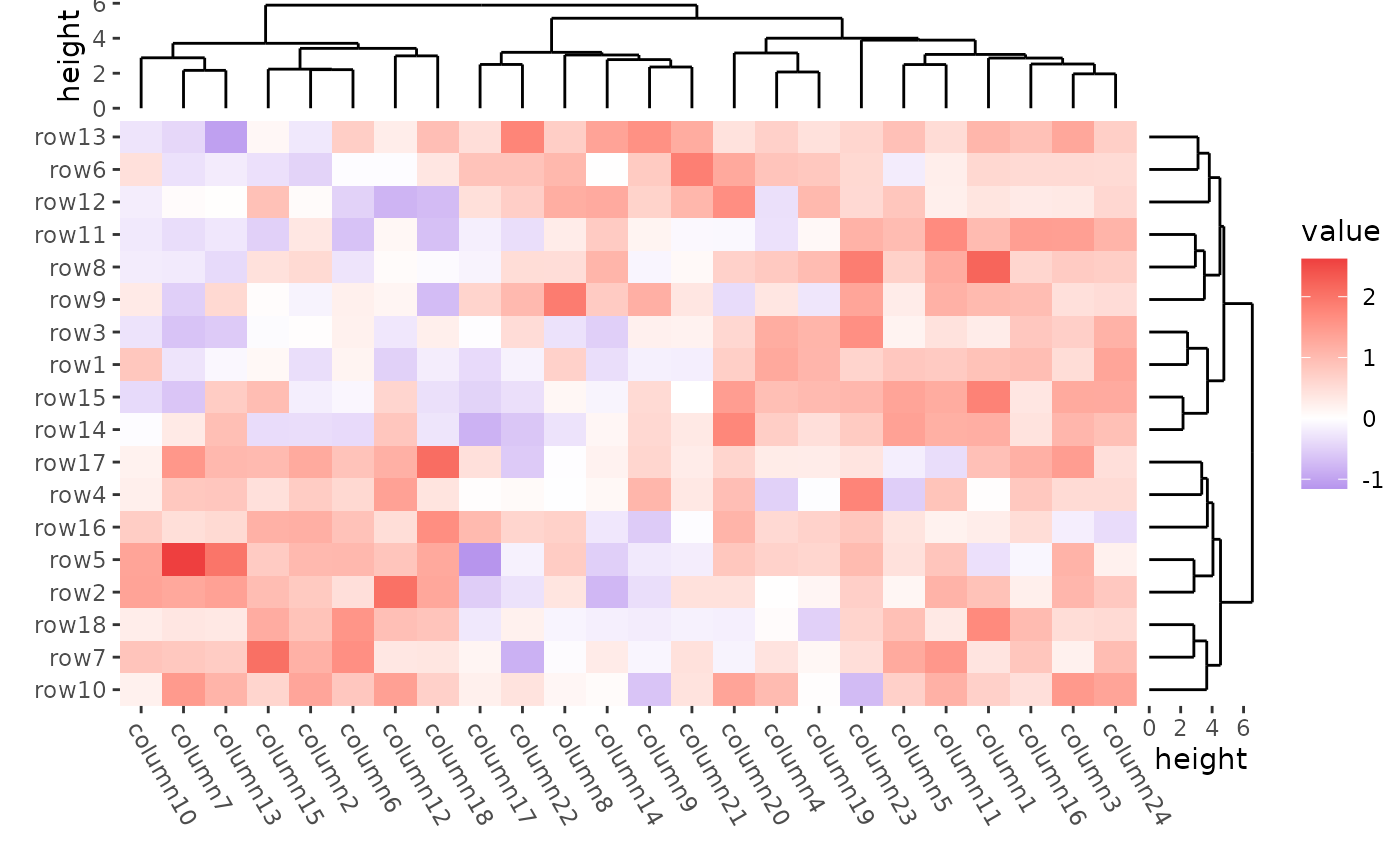 6
height
4
2
0
row13
row6
row12
row11
row8
row9
row3
row1
row15
row14
row17
row4
row16
row5
row2
row18
row7
row10
value
2
1
0
-1
0 2 4 6
height
column10 column7 column13 column15 column2 column6 column12 column18 column17 column22 column8 column14 column9 column21 column20 column4 column19 column23 column5 column11 column1 column16 column3 column24